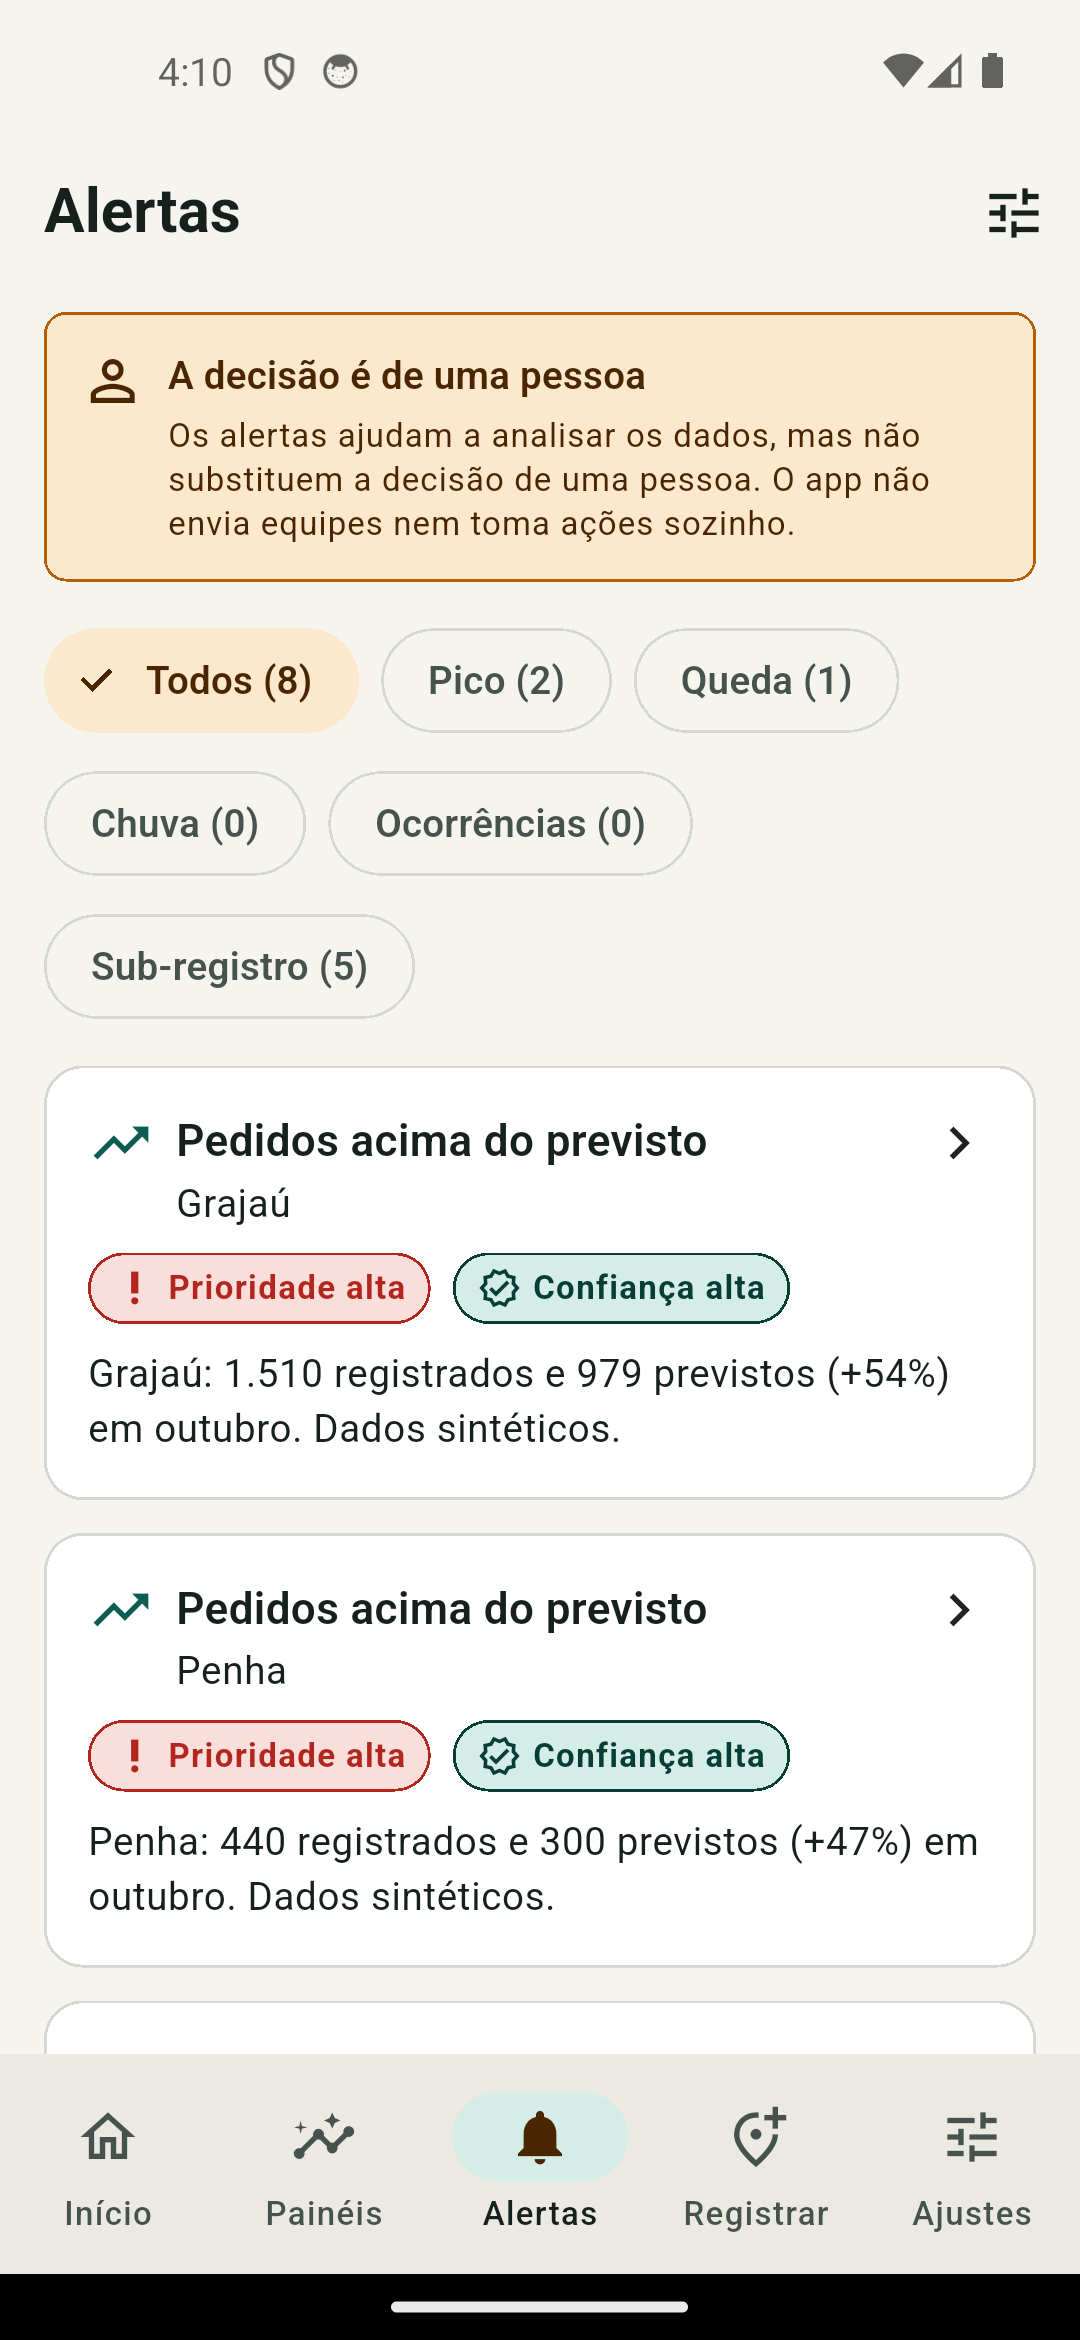 4:10
Alertas
A decisão é de uma pessoa
Os alertas ajudam a analisar os dados, mas não
substituem a decisão de uma pessoa. O app não
envia equipes nem toma ações sozinho.
Todos (8)
Pico (2)
Queda (1)
Chuva (0)
Ocorrências (0)
Sub-registro (5)
Pedidos acima do previsto
Grajaú
Prioridade alta
Confiança alta
Grajaú: 1.510 registrados e 979 previstos (+54%)
em outubro. Dados sintéticos.
Pedidos acima do previsto
Penha
Prioridade alta
Confiança alta
Penha: 440 registrados e 300 previstos (+47%) em
outubro. Dados sintéticos.
Início
Painéis
Alertas
Registrar
Ajustes